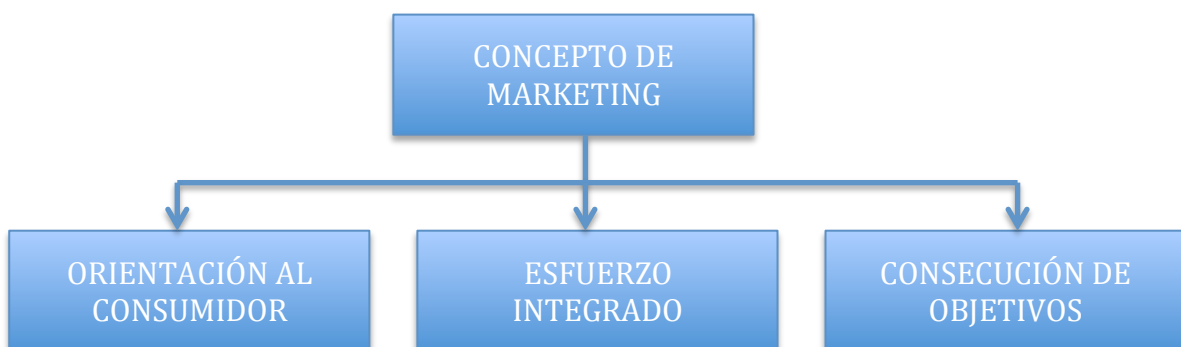 CONCEPTO DE
MARKETING
ORIENTACIÓN AL
CONSUMIDOR
ESFUERZO
INTEGRADO
CONSECUCIÓN DE
OBJETIVOS